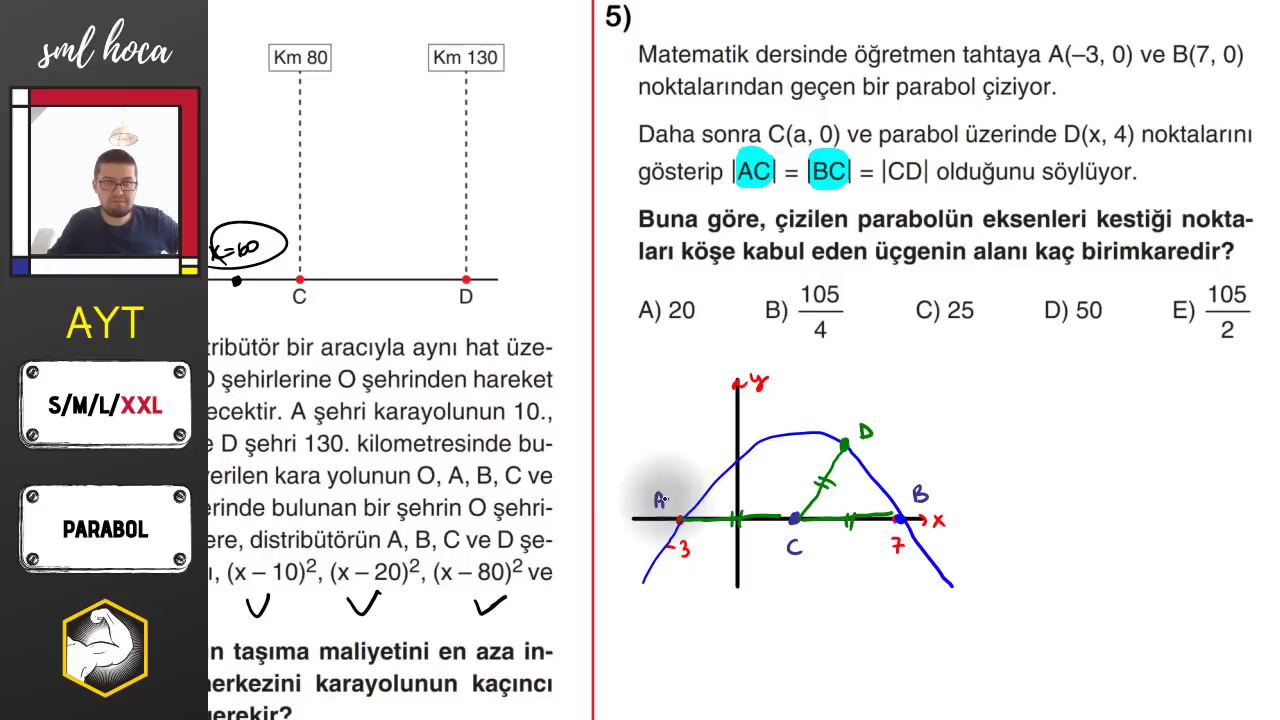 sml hoca
AYT
S/M/L/XXL
PARABOL
Km 80
Km 130
x=60
C
D
tribütör bir aracıyla aynı hat üze-
şehirlerine O şehrinden hareket
ecektir. A şehri karayolunun 10.,
e D şehri 130. kilometresinde bu-
verilen kara yolunun O, A, B, C ve
erinde bulunan bir şehrin O şehri-
ere, distribütörün A, B, C ve D şe-
ı, (x – 10)², (x – 20)², (x – 80)² ve
n taşıma maliyetini en aza in-
merkezini karayolunun kaçıncı
gerekir?
5)
Matematik dersinde öğretmen tahtaya A(–3, 0) ve B(7, 0)
noktalarından geçen bir parabol çiziyor.
Daha sonra C(a, 0) ve parabol üzerinde D(x, 4) noktalarını
gösterip |AC| = |BC| = |CD| olduğunu söylüyor.
Buna göre, çizilen parabolün eksenleri kestiği nokta-
ları köşe kabul eden üçgenin alanı kaç birimkaredir?
A) 20 B) 105/4 C) 25 D) 50 E) 105/2
y
D
A
B
x
-3
C
7